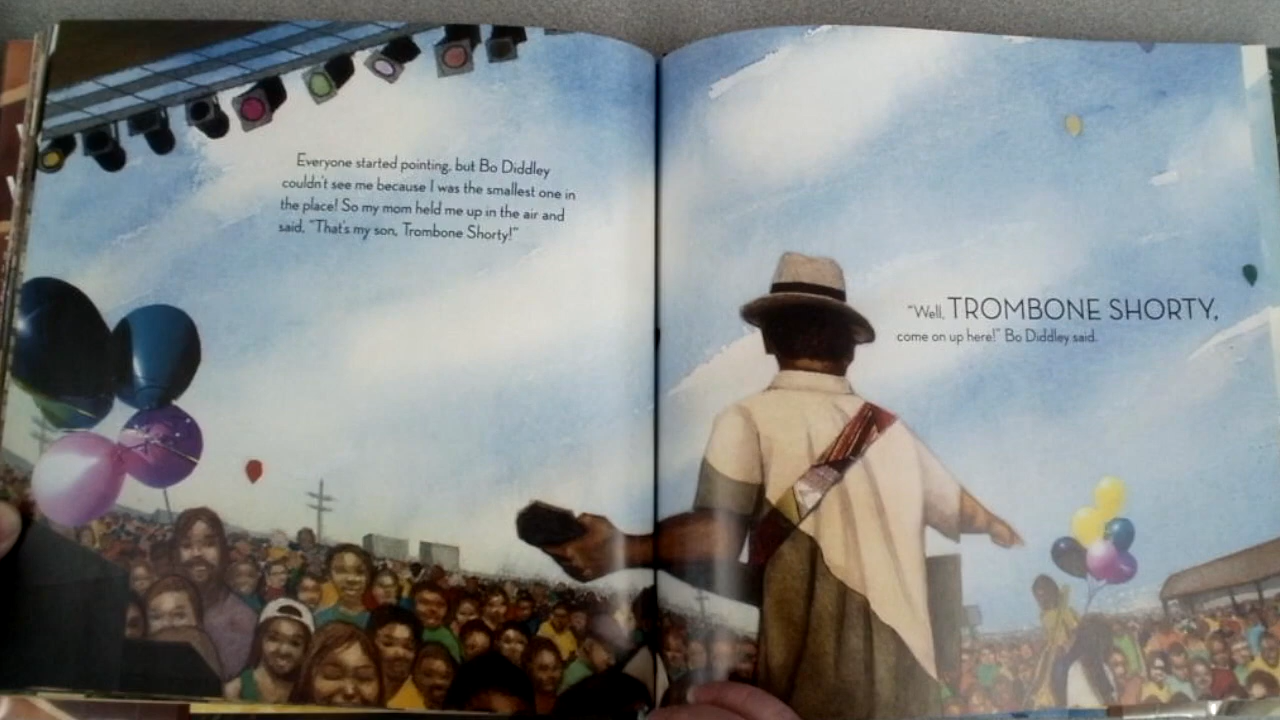 Everyone started pointing, but Bo Diddley
couldn't see me because I was the smallest one in
the place! So my mom held me up in the air and
said, "That's my son, Trombone Shorty!"
"Well, TROMBONE SHORTY,
come on up here!" Bo Diddley said.